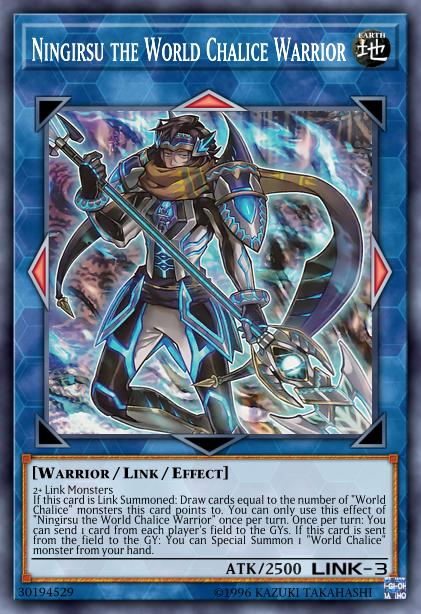 NINGIRSU THE WORLD CHALICE WARRIOR
EARTH
地
[WARRIOR / LINK / EFFECT]
2+ Link Monsters
If this card is Link Summoned: Draw cards equal to the number of "World
Chalice" monsters this card points to. You can only use this effect of
"Ningirsu the World Chalice Warrior" once per turn. Once per turn: You
can send 1 card from each player's field to the GYs. If this card is sent
from the field to the GY: You can Special Summon 1 "World Chalice"
monster from your hand.
ATK/2500 LINK-3
30194529 ©1996 KAZUKI TAKAHASHI